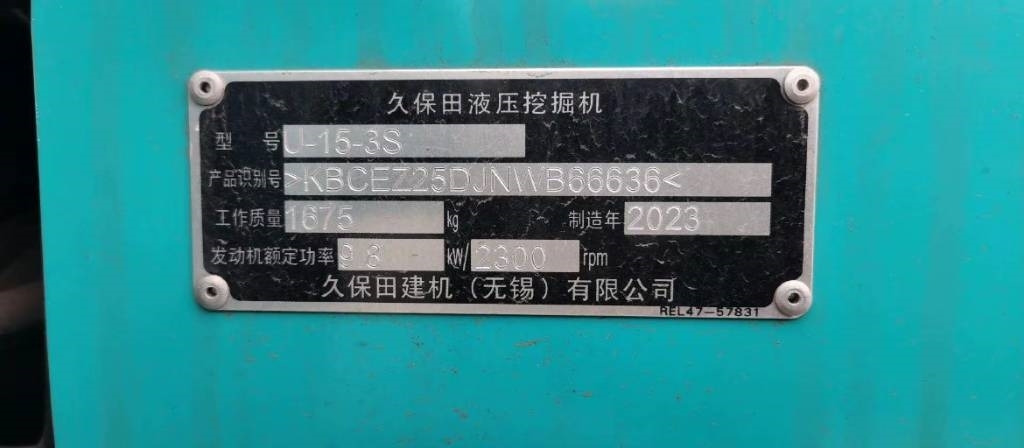 久保田液压挖掘机
型 号 U-15-3S
产品识别号 >KBCEZ25DJNWB66636<
工作质量 1675 kg 制造年 2023
发动机额定功率 9.8 kW/ 2300 rpm
久保田建机（无锡）有限公司
REL47-57831